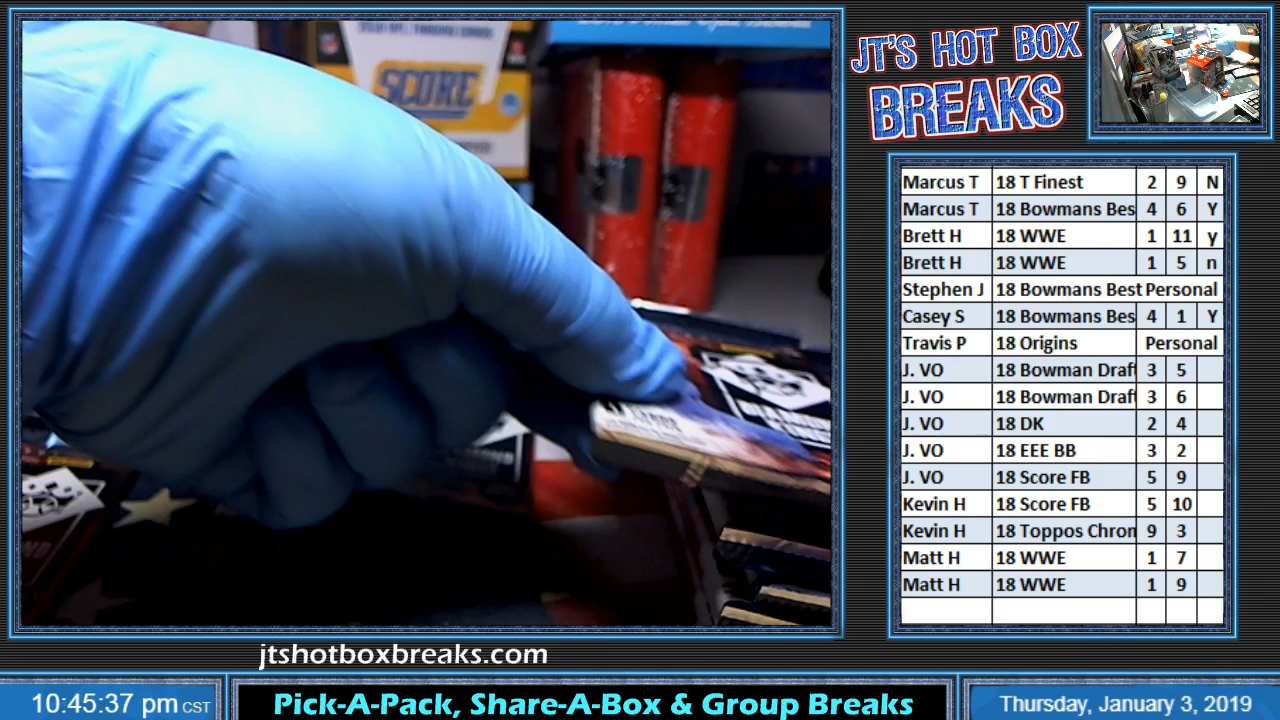 SCORE
JT'S HOT BOX
BREAKS
Marcus T 18 T Finest 2 9 N
Marcus T 18 Bowmans Bes 4 6 Y
Brett H 18 WWE 1 11 y
Brett H 18 WWE 1 5 n
Stephen J 18 Bowmans Best Personal
Casey S 18 Bowmans Bes 4 1 Y
Travis P 18 Origins Personal
J. VO 18 Bowman Draft 3 5
J. VO 18 Bowman Draft 3 6
J. VO 18 DK 2 4
J. VO 18 EEE BB 3 2
J. VO 18 Score FB 5 9
Kevin H 18 Score FB 5 10
Kevin H 18 Toppos Chron 9 3
Matt H 18 WWE 1 7
Matt H 18 WWE 1 9
jtshotboxbreaks.com
10:45:37 pm CST
Pick-A-Pack, Share-A-Box & Group Breaks
Thursday, January 3, 2019